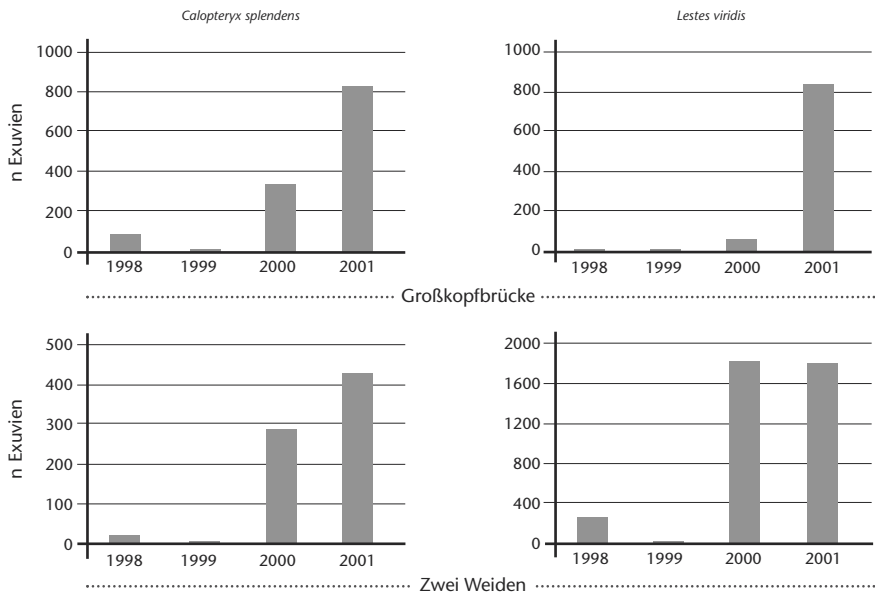 Calopteryx splendens
Lestes viridis
n Exuvien
1000
800
600
400
200
0
1998 1999 2000 2001
1000
800
600
400
200
0
1998 1999 2000 2001
Großkopfbrücke
n Exuvien
500
400
300
200
100
0
1998 1999 2000 2001
2000
1600
1200
800
400
0
1998 1999 2000 2001
Zwei Weiden